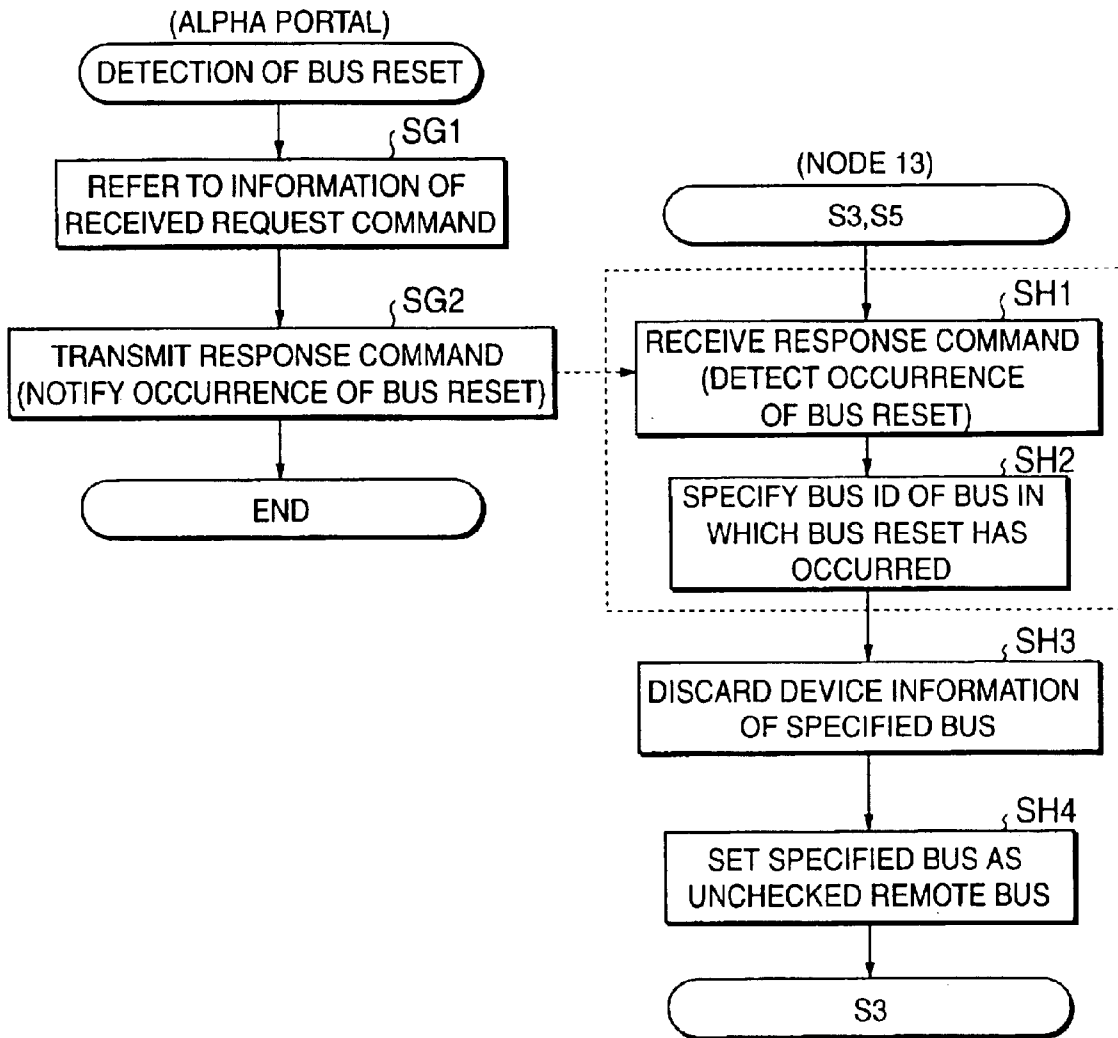 (ALPHA PORTAL)
DETECTION OF BUS RESET
SG1
REFER TO INFORMATION OF
RECEIVED REQUEST COMMAND
SG2
TRANSMIT RESPONSE COMMAND
(NOTIFY OCCURRENCE OF BUS RESET)
END
(NODE 13)
S3,S5
SH1
RECEIVE RESPONSE COMMAND
(DETECT OCCURRENCE
OF BUS RESET)
SH2
SPECIFY BUS ID OF BUS IN
WHICH BUS RESET HAS
OCCURRED
SH3
DISCARD DEVICE INFORMATION
OF SPECIFIED BUS
SH4
SET SPECIFIED BUS AS
UNCHECKED REMOTE BUS
S3